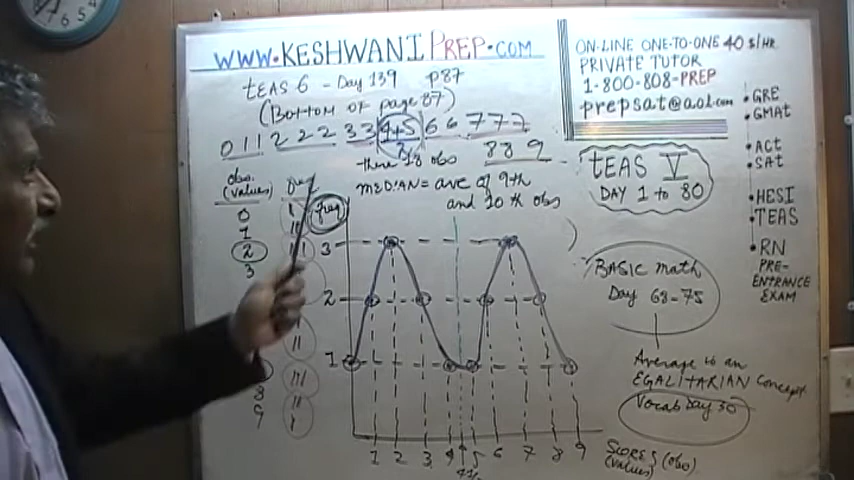 WWW.KESHWANIPREP.COM
TEAS 6 - Day 139 P87
(Bottom of page 87)
0 1 1 2 2 2 3 3 4+5 6 6 7 7 7
2
8 8 9
there 18 obs
MEDIAN = ave of 9th
and 10th obs
ON-LINE ONE-TO-ONE 40 $/HR
PRIVATE TUTOR
1-800-808-PREP
prepsat@aol.com
GRE
GMAT
ACT
SAT
HESI
TEAS
RN
PRE-
ENTRANCE
EXAM
TEAS V
DAY 1 to 80
BASIC math
Day 68-75
Average is an
EGALITARIAN concept
Vocab Day 50
obs.
(values)
0
1
2
3
8
9
freq
3
2
1
1 2 3 4 5 6 7 8 9
SCORES (obs)
(values)